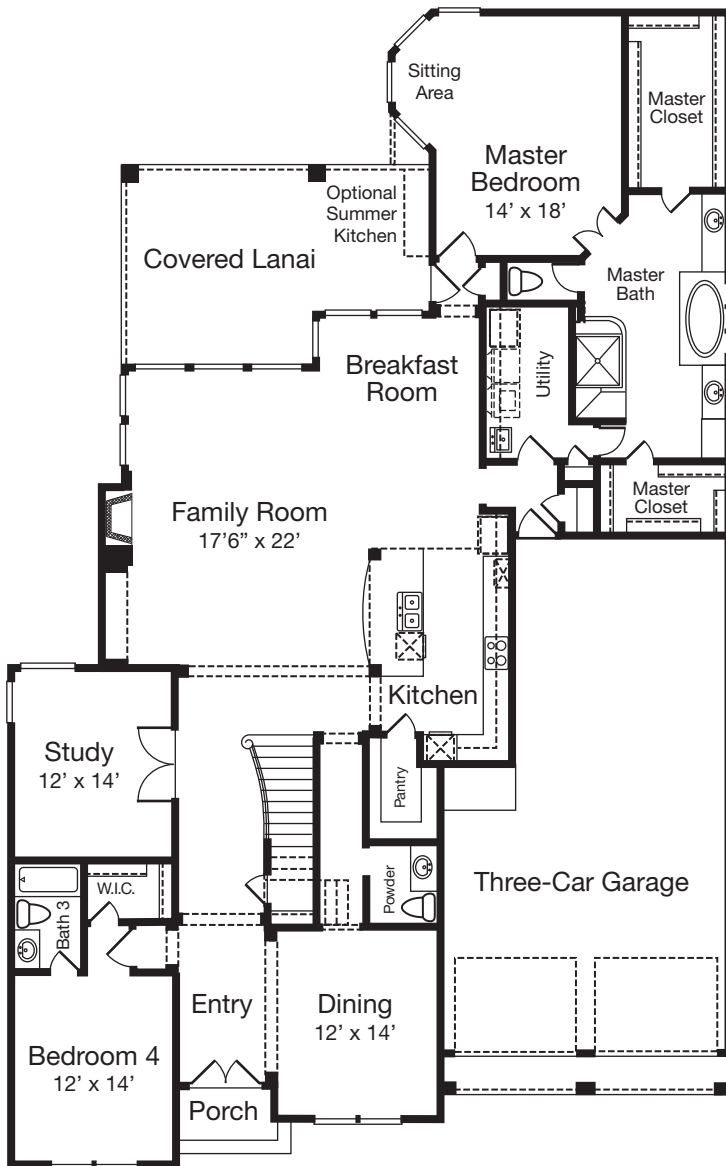 Sitting
Area
Master
Closet
Master
Bedroom
14’ x 18’
Optional
Summer
Kitchen
Covered Lanai
Master
Bath
Breakfast
Room
Utility
Family Room
17’6” x 22’
Master
Closet
Kitchen
Study
12’ x 14’
Pantry
W.I.C.
Powder
Three-Car Garage
Bath 3
Entry
Dining
12’ x 14’
Bedroom 4
12’ x 14’
Porch